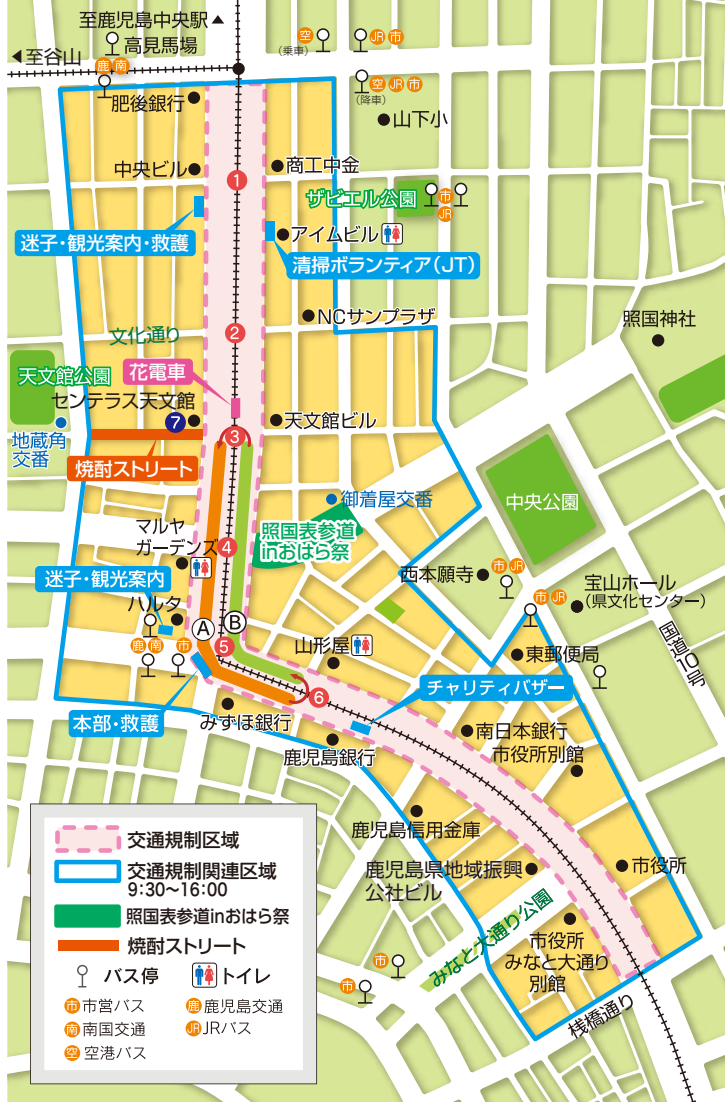 至鹿児島中央駅▲
◀至谷山
高見馬場
鹿 南
空
(乗車)
JR 市
空 JR 市
(降車)
肥後銀行
山下小
中央ビル
商工中金
1
ザビエル公園
市
JR
迷子・観光案内・救護
アイムビル
清掃ボランティア(JT)
NCサンプラザ
照国神社
文化通り
2
天文館公園
花電車
センテラス天文館
7
天文館ビル
地蔵角
交番
3
焼酎ストリート
御着屋交番
中央公園
マルヤ
ガーデンズ
4
照国表参道
inおはら祭
迷子・観光案内
西本願寺
市 JR
宝山ホール
(県文化センター)
市 JR
国道10号
ハルタ
A
B
鹿 南
市
5
山形屋
東郵便局
6
チャリティバザー
本部・救護
みずほ銀行
鹿児島銀行
南日本銀行
市役所別館
鹿児島信用金庫
鹿児島県地域振興
公社ビル
市役所
みなと大通り公園
市役所
みなと大通り
別館
市
市
桟橋通り
交通規制区域
交通規制関連区域
9:30〜16:00
照国表参道inおはら祭
焼酎ストリート
バス停
トイレ
市 市営バス
鹿 鹿児島交通
南 南国交通
JR JRバス
空 空港バス